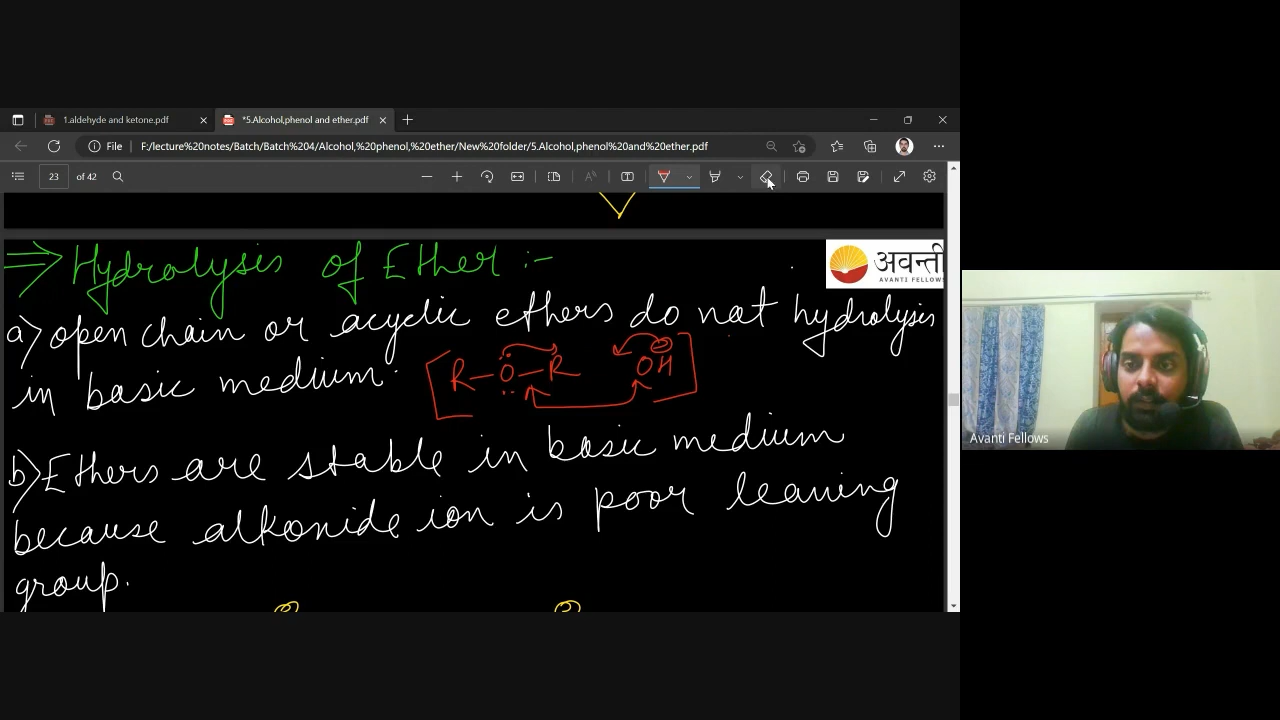 1.aldehyde and ketone.pdf
*5.Alcohol,phenol and ether.pdf
File
F:/lecture%20notes/Batch/Batch%204/Alcohol,%20phenol,%20ether/New%20folder/5.Alcohol,phenol%20and%20ether.pdf
23 of 42
⇒ Hydrolysis of Ether :-
अवन्ती
AVANTI FELLOWS
a) open chain or acyclic ethers do not hydrolysis
in basic medium.
R-O-R OH
b) Ethers are stable in basic medium
because alkoxide ion is poor leaving
group.
Avanti Fellows